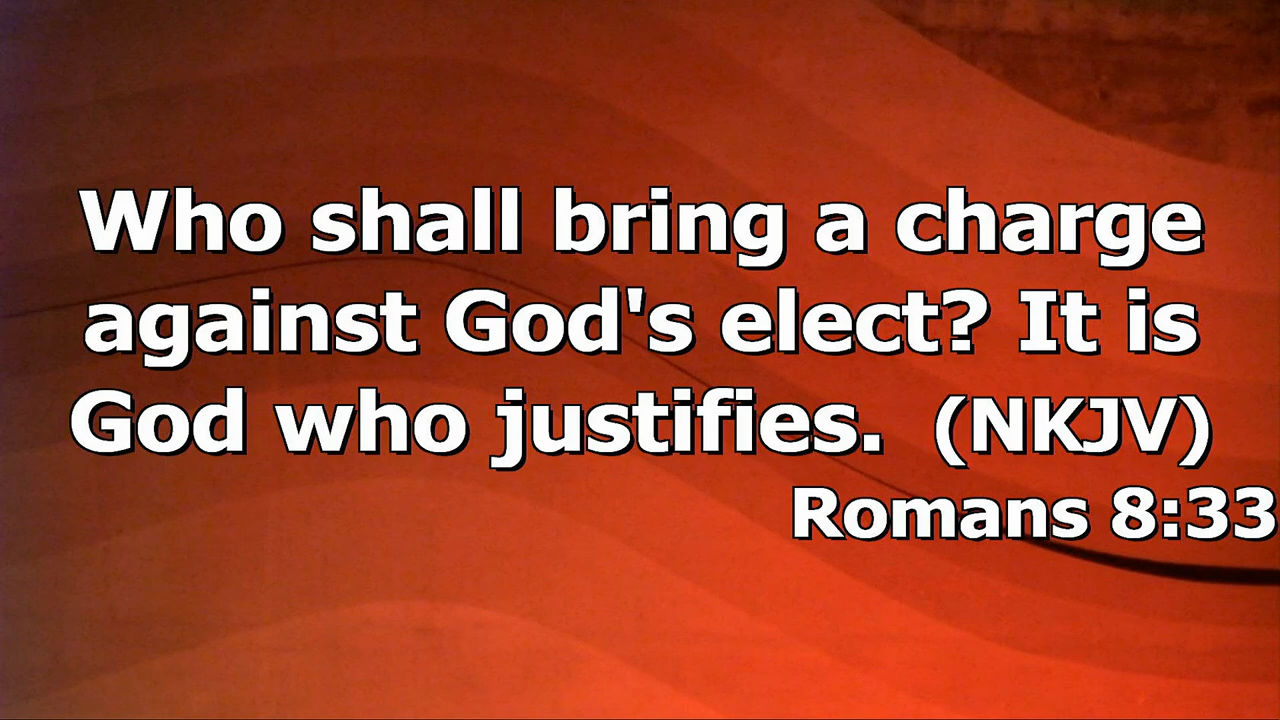 Who shall bring a charge
against God's elect? It is
God who justifies.  (NKJV)
Romans 8:33